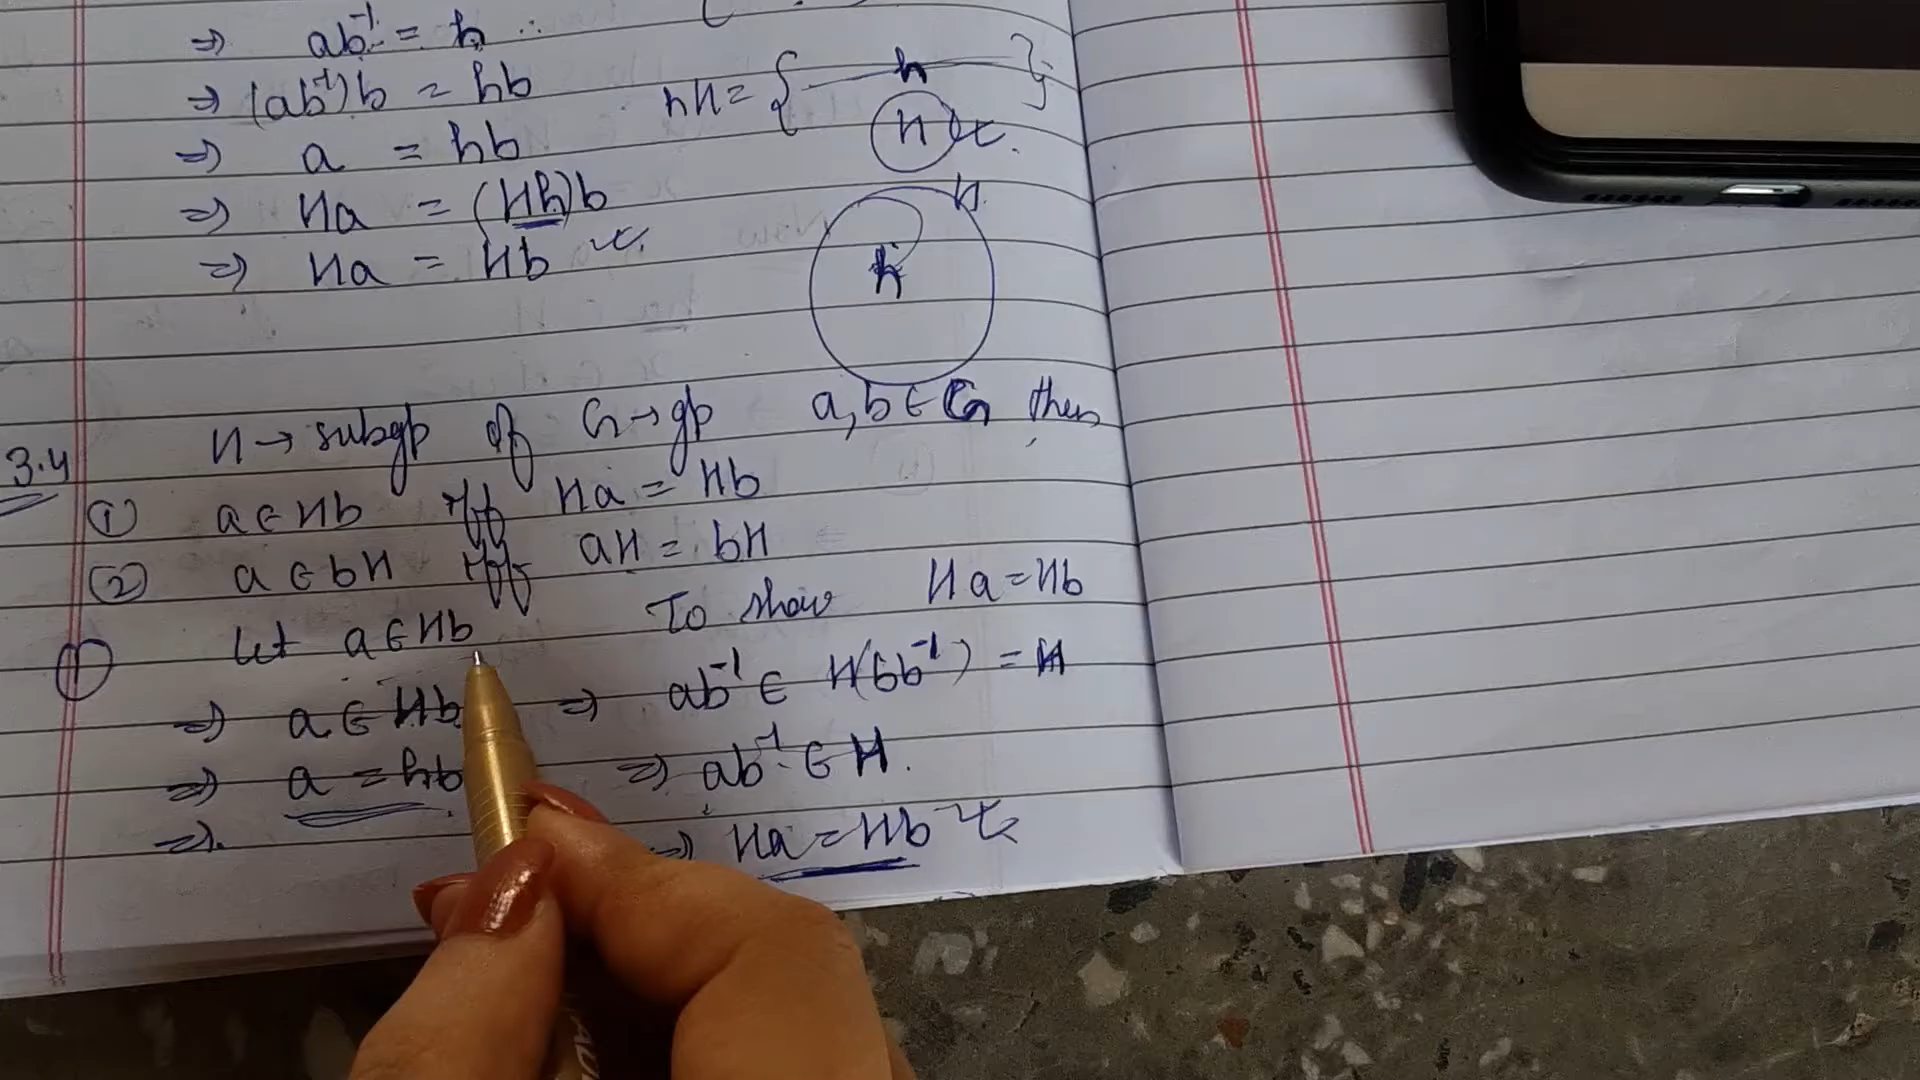 ⇒ ab⁻¹ = h
⇒ (ab⁻¹)b = hb
hH = { h }
⇒ a = hb
H
⇒ Ha = (Hh)b
H
⇒ Ha = Hb
h
3.4 H → subgp of G → gp a, b ∈ G then
① a ∈ Hb iff Ha = Hb
② a ∈ bH iff aH = bH
① Let a ∈ Hb To show Ha = Hb
⇒ a ∈ Hb ⇒ ab⁻¹ ∈ H(bb⁻¹) = H
⇒ a = hb ⇒ ab⁻¹ ∈ H.
⇒ ⇒ Ha = Hb